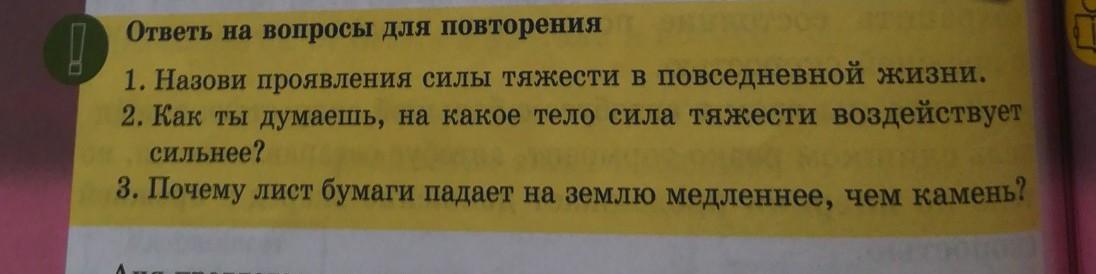 Ответь на вопросы для повторения
1. Назови проявления силы тяжести в повседневной жизни.
2. Как ты думаешь, на какое тело сила тяжести воздействует
сильнее?
3. Почему лист бумаги падает на землю медленнее, чем камень?